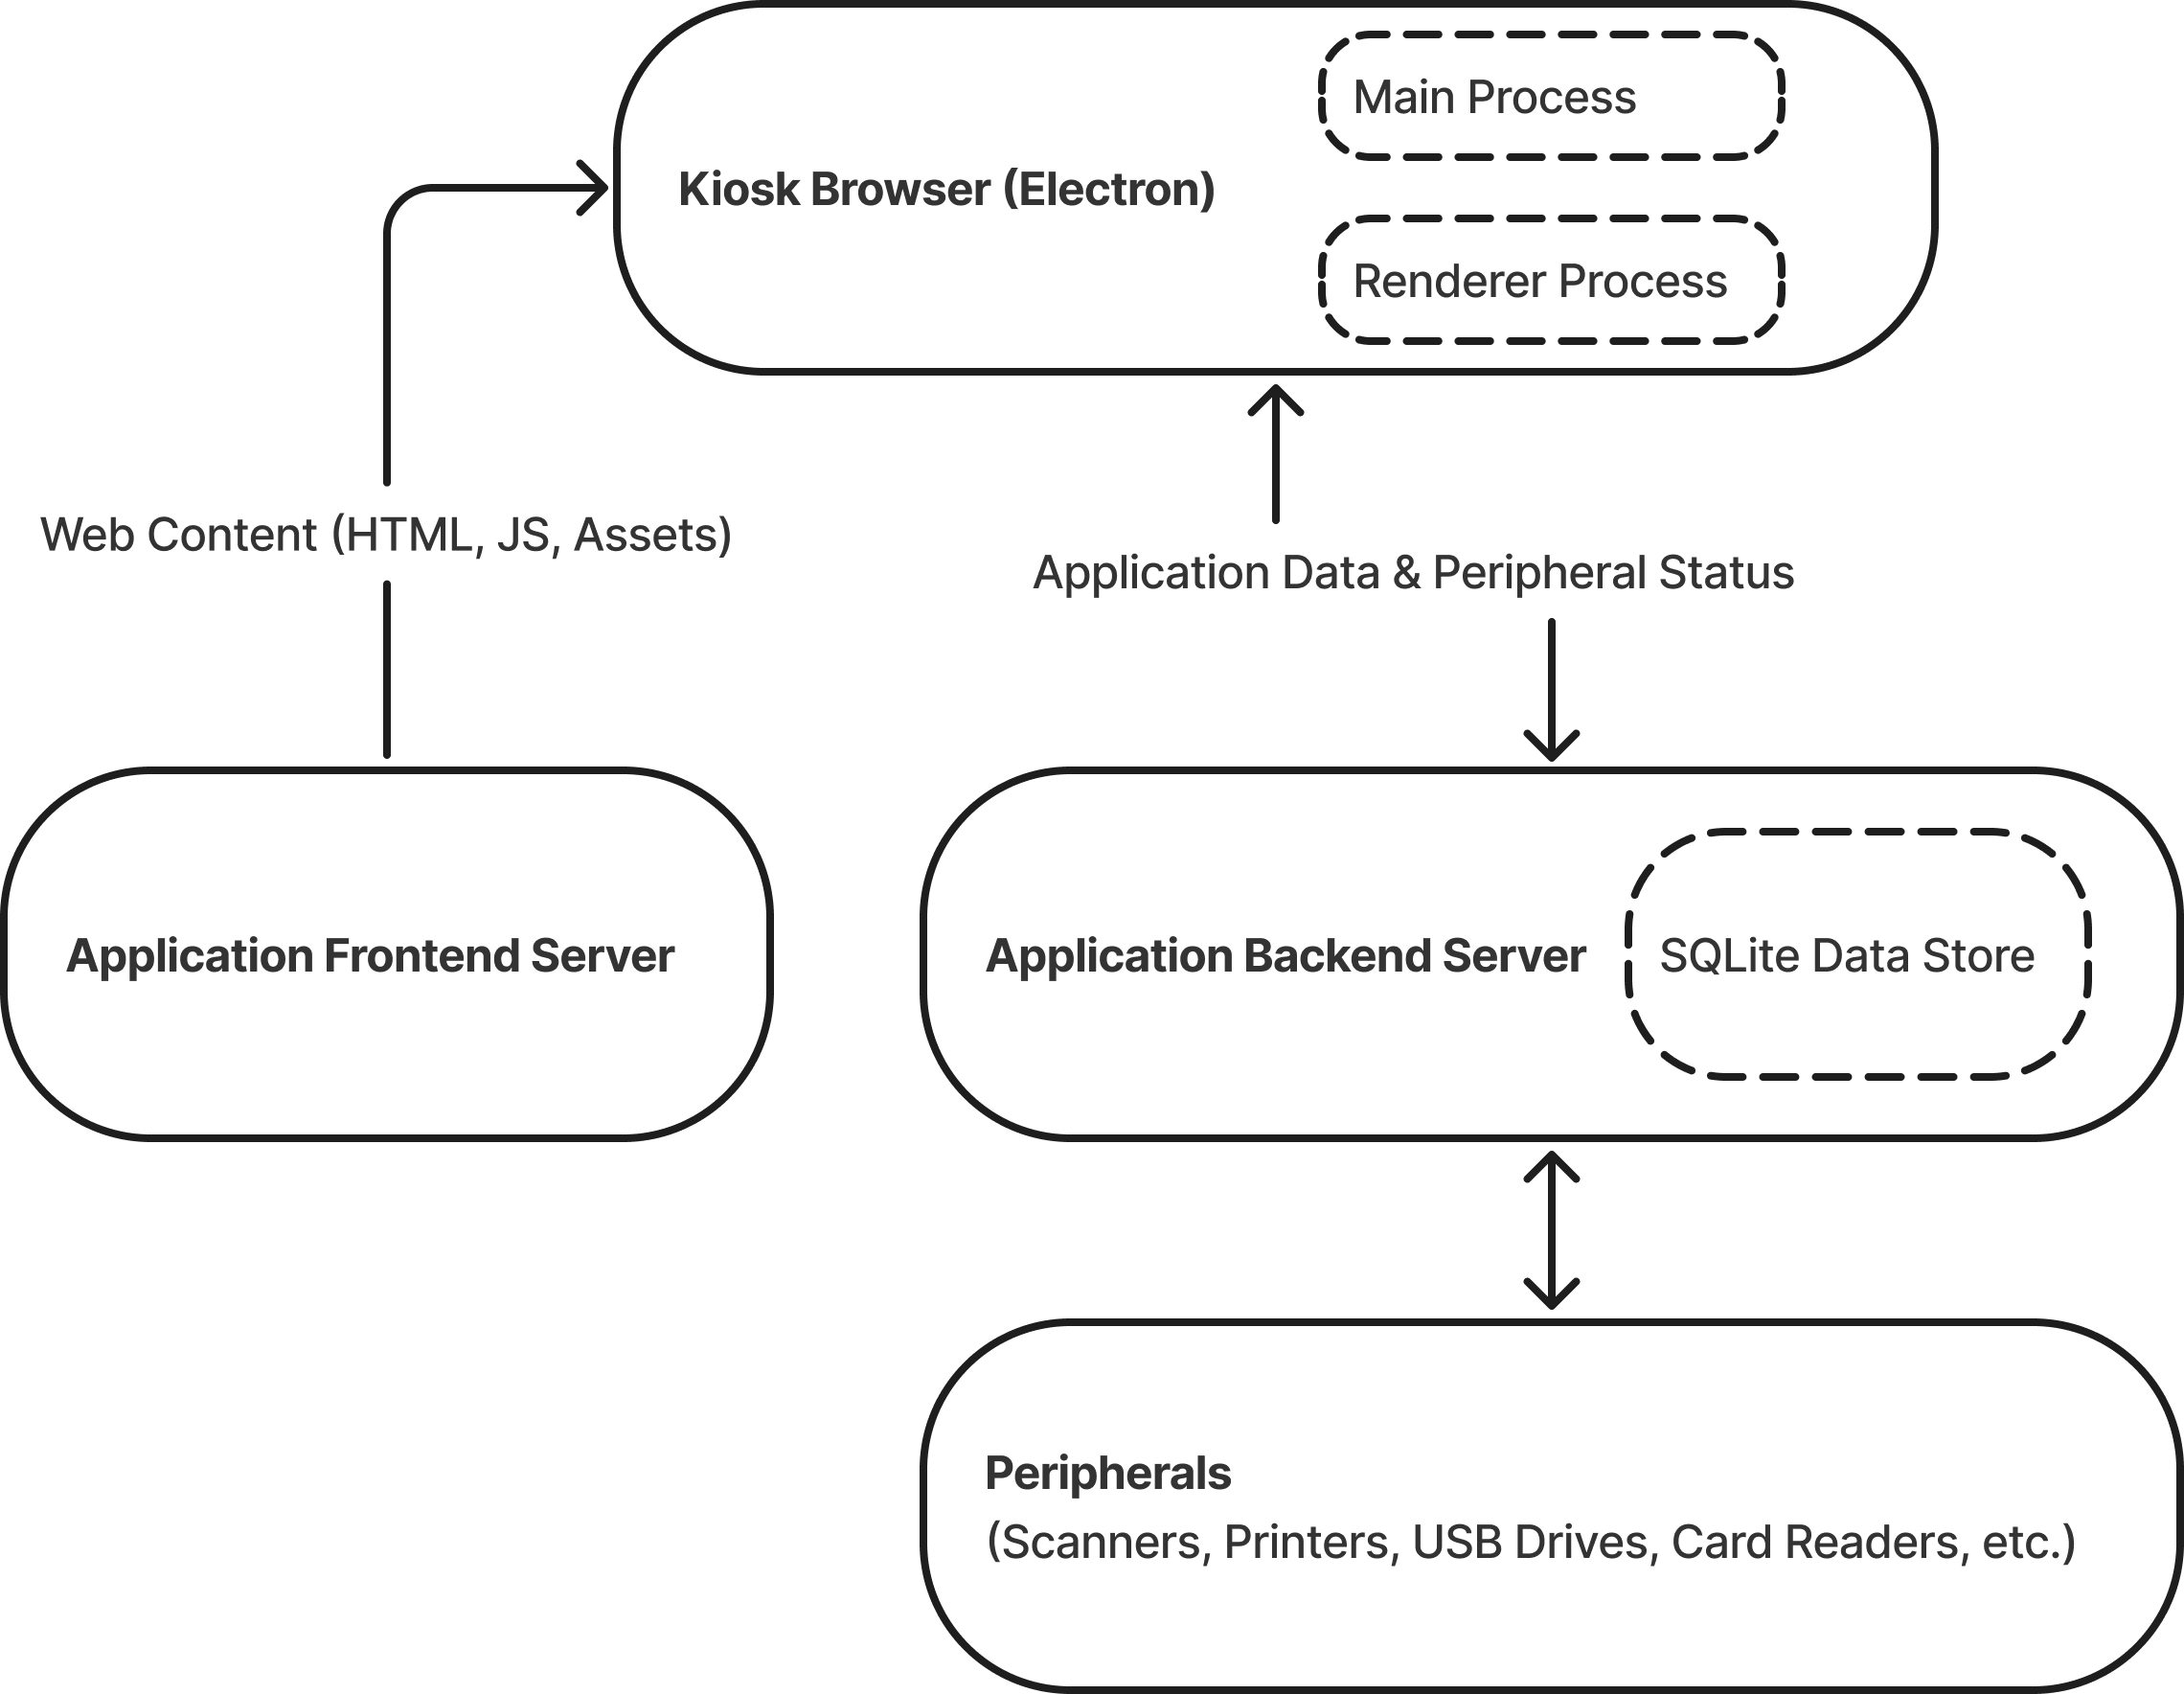 Main Process
Kiosk Browser (Electron)
Renderer Process
Web Content (HTML, JS, Assets)
Application Data & Peripheral Status
Application Frontend Server
Application Backend Server
SQLite Data Store
Peripherals
(Scanners, Printers, USB Drives, Card Readers, etc.)